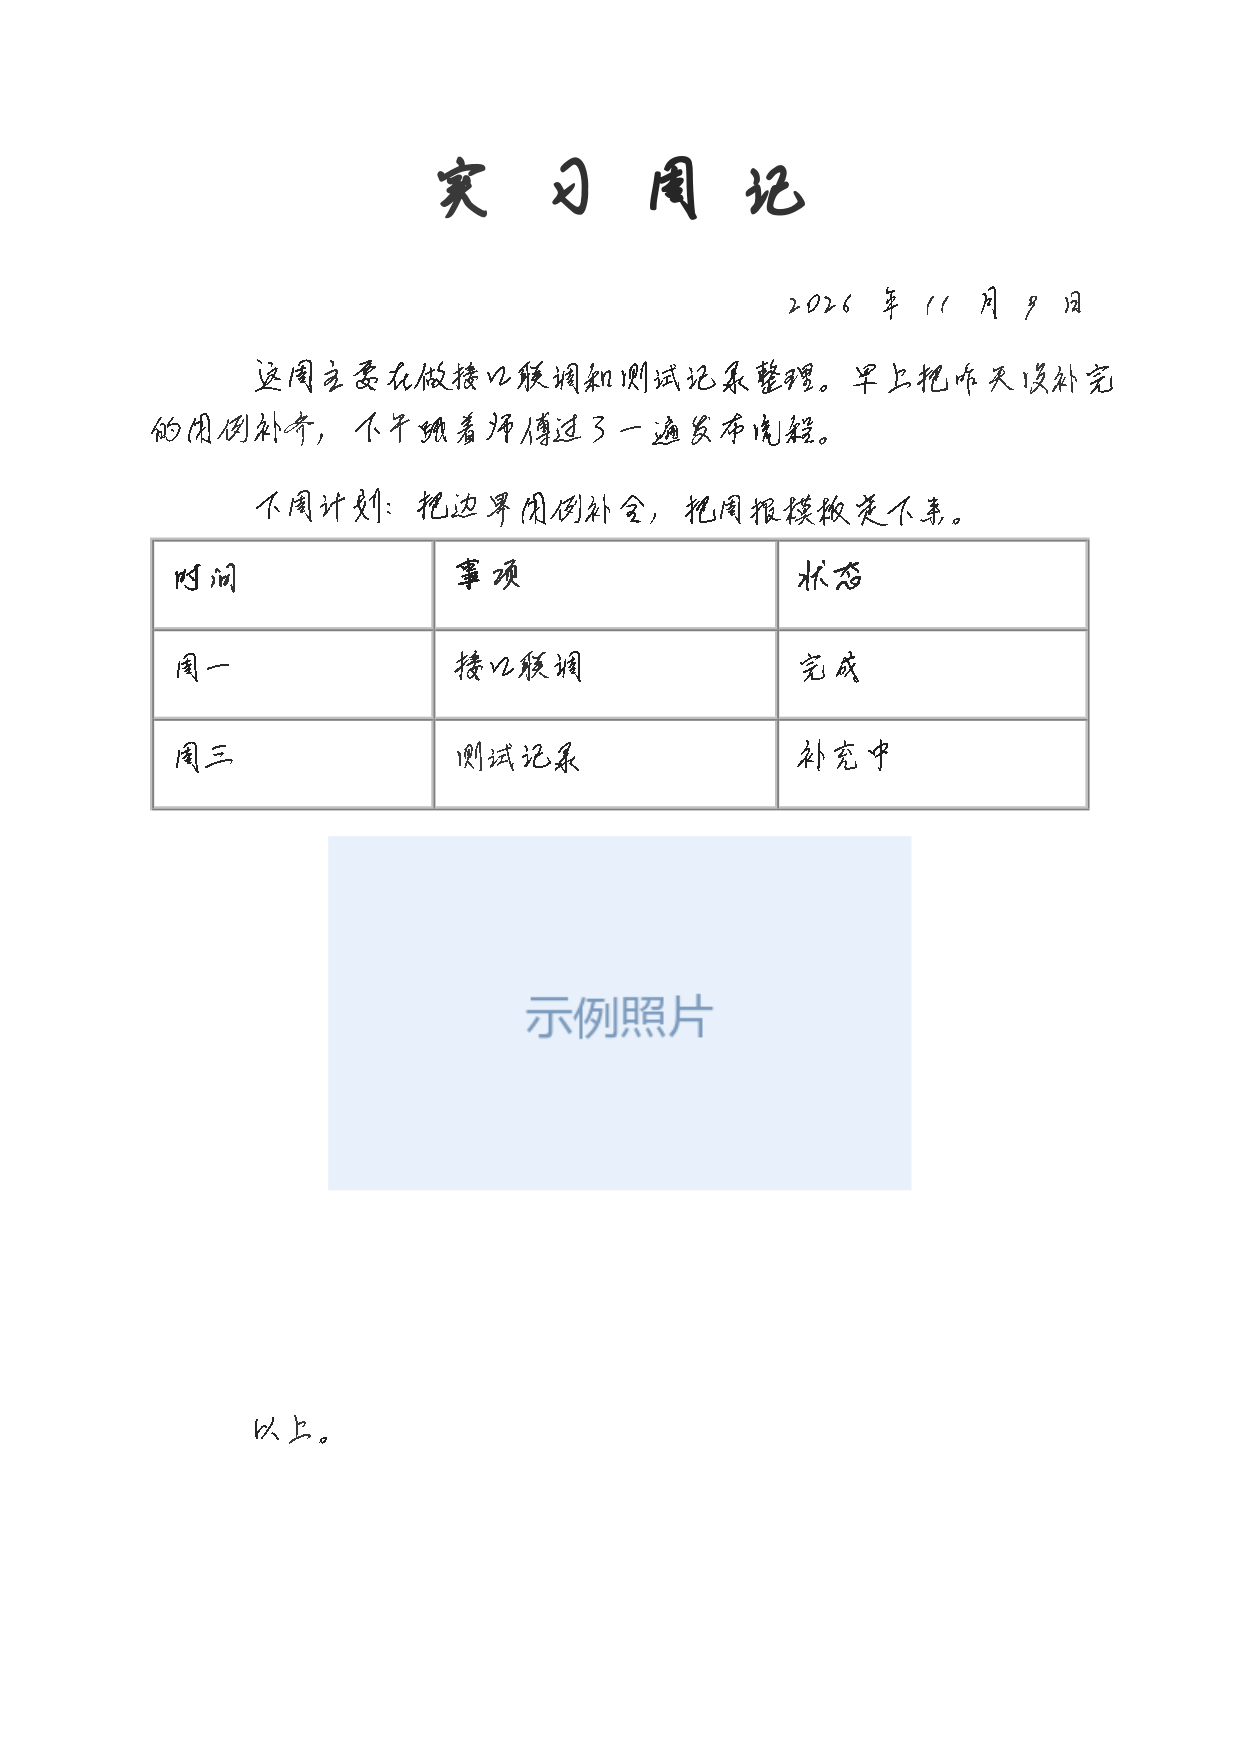 实习周记
2026 年 11 月 9 日
这周主要在做接口联调和测试记录整理。早上把昨天没补完
的用例补齐，下午跟着师傅过了一遍发布流程。
下周计划：把边界用例补全，把周报模板定下来。
时间 事项 状态
周一 接口联调 完成
周三 测试记录 补充中
示例照片
以上。